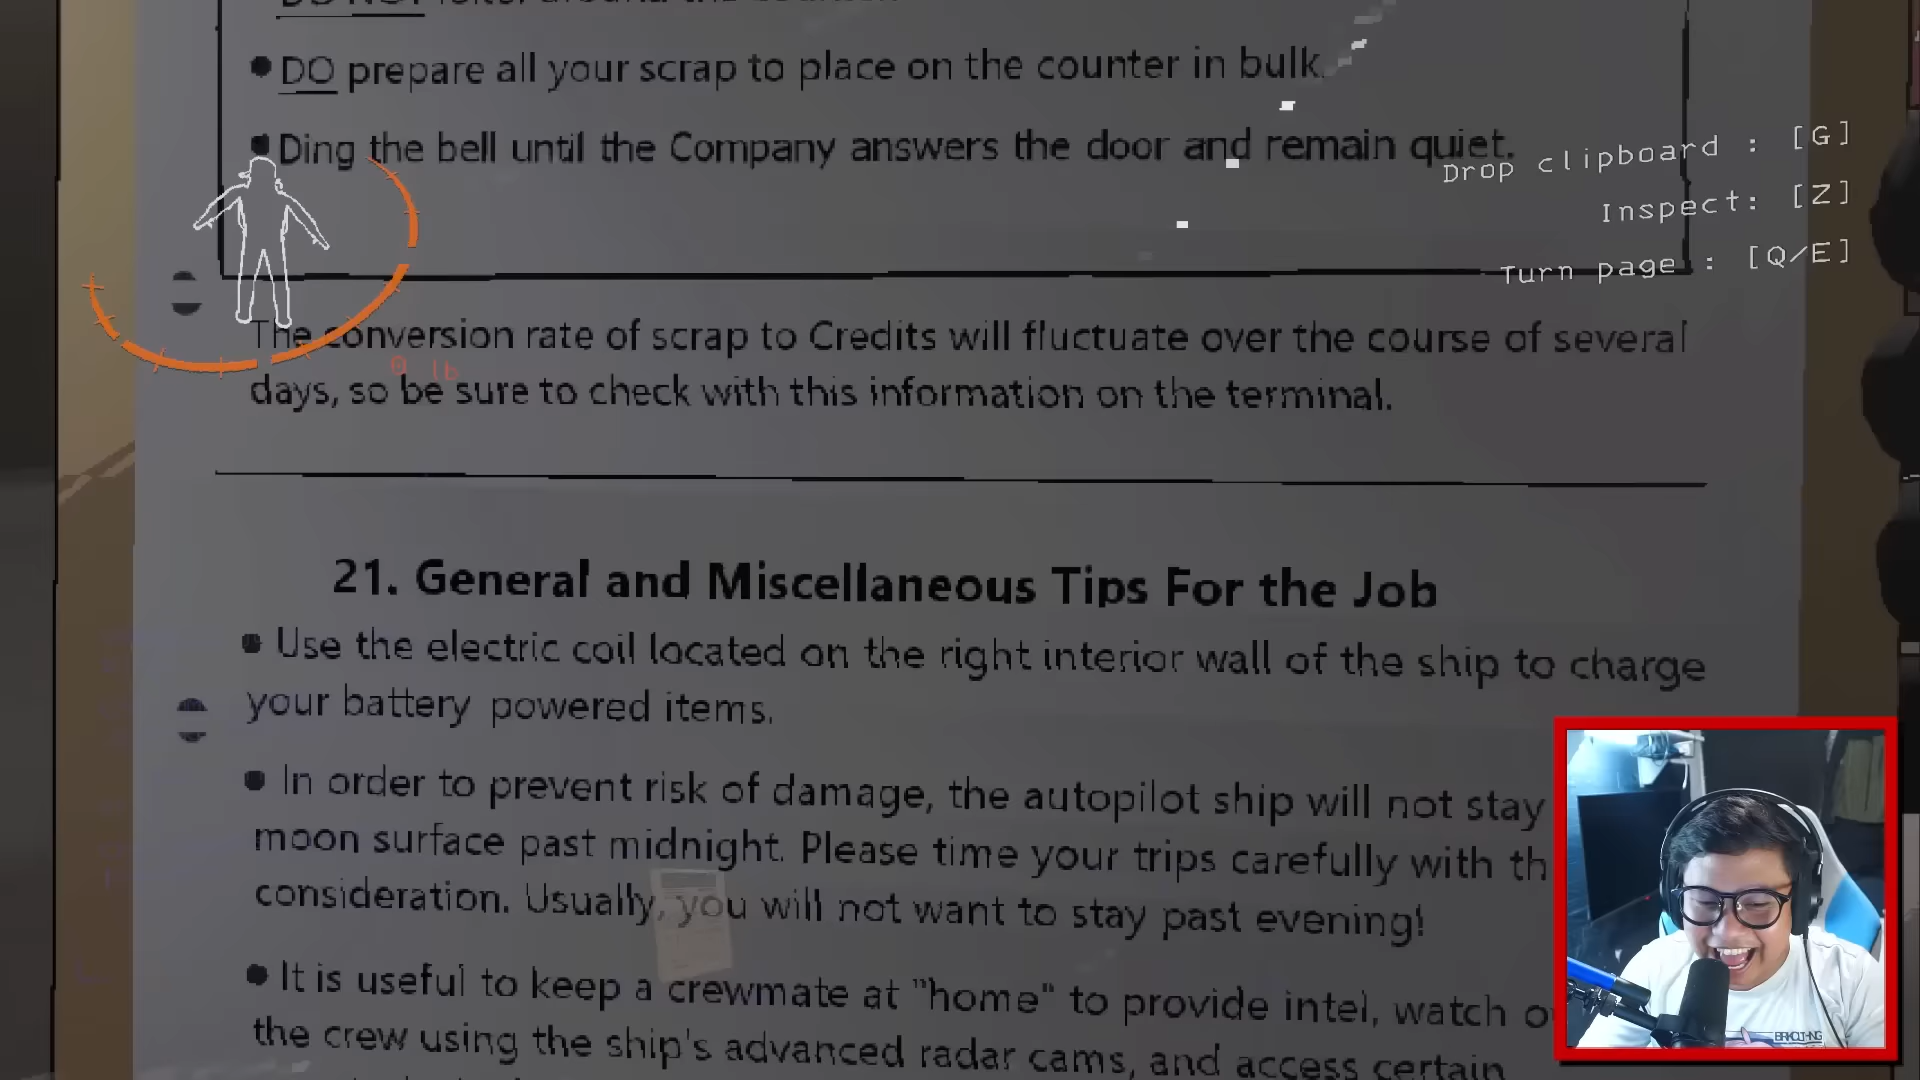 DO prepare all your scrap to place on the counter in bulk.
Ding the bell until the Company answers the door and remain quiet.
Drop clipboard : [G]
Inspect: [Z]
Turn page : [Q/E]
The conversion rate of scrap to Credits will fluctuate over the course of several
0 lb
days, so be sure to check with this information on the terminal.
21. General and Miscellaneous Tips For the Job
Use the electric coil located on the right interior wall of the ship to charge
your battery powered items.
In order to prevent risk of damage, the autopilot ship will not stay
moon surface past midnight. Please time your trips carefully with th
consideration. Usually, you will not want to stay past evening!
It is useful to keep a crewmate at "home" to provide intel, watch
the crew using the ship's advanced radar cams, and access certain